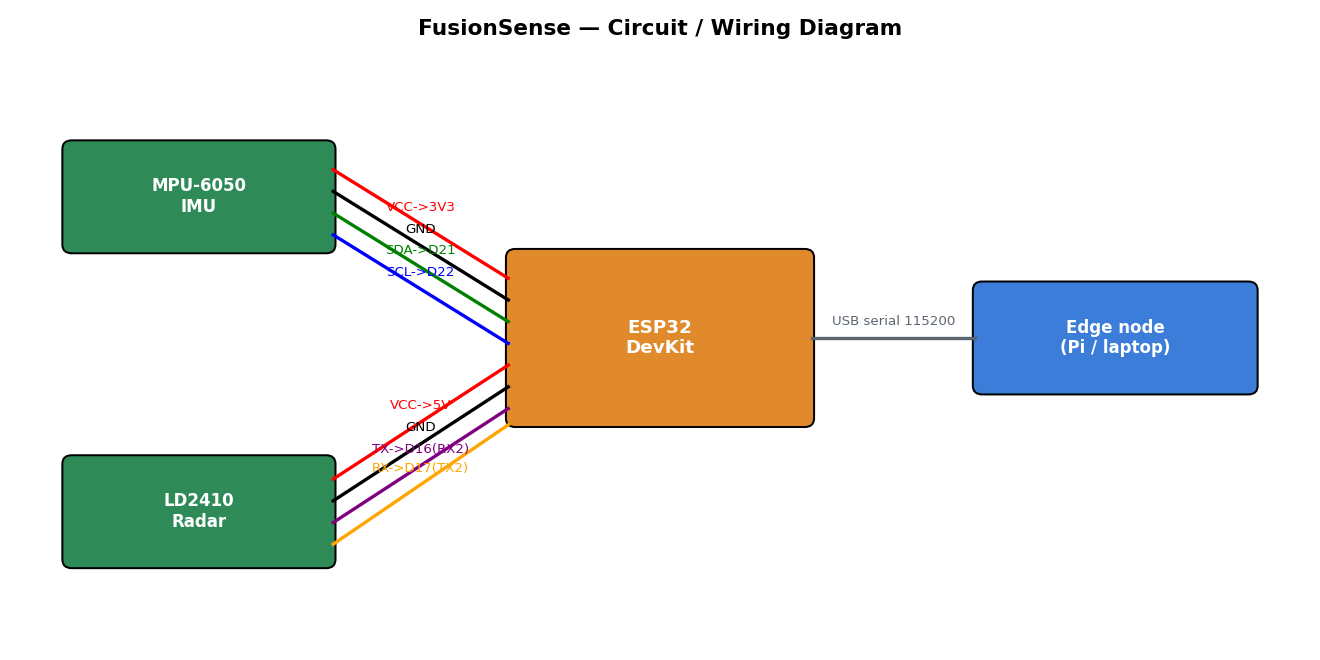 FusionSense — Circuit / Wiring Diagram
MPU-6050
IMU
VCC->3V3
GND
SDA->D21
SCL->D22
ESP32
DevKit
USB serial 115200
Edge node
(Pi / laptop)
VCC->5V
GND
TX->D16(RX2)
RX->D17(TX2)
LD2410
Radar